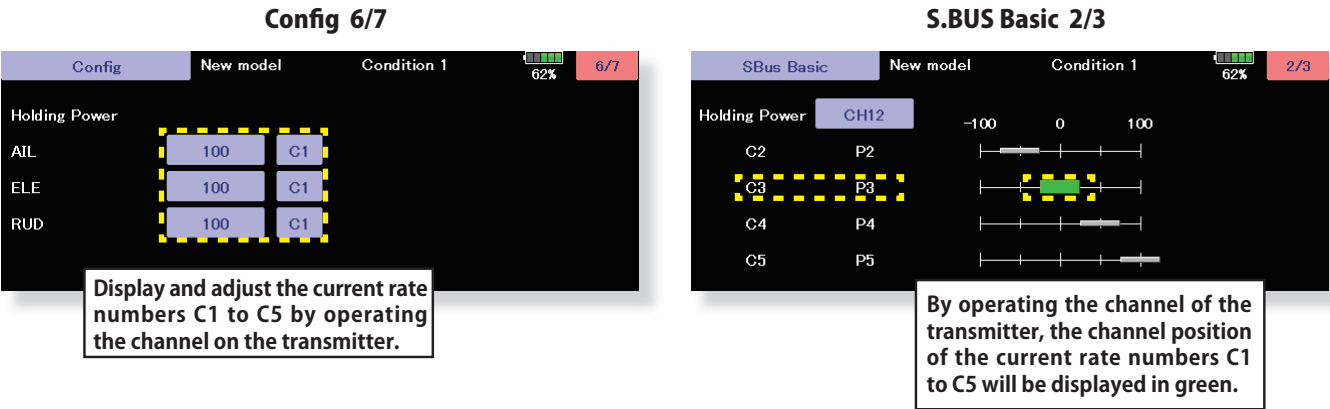 Config 6/7
Config New model Condition 1 62% 6/7
Holding Power
AIL 100 C1
ELE 100 C1
RUD 100 C1
Display and adjust the current rate
numbers C1 to C5 by operating
the channel on the transmitter.
S.BUS Basic 2/3
SBus Basic New model Condition 1 62% 2/3
Holding Power CH12 -100 0 100
C2 P2
C3 P3
C4 P4
C5 P5
By operating the channel of the
transmitter, the channel position
of the current rate numbers C1
to C5 will be displayed in green.